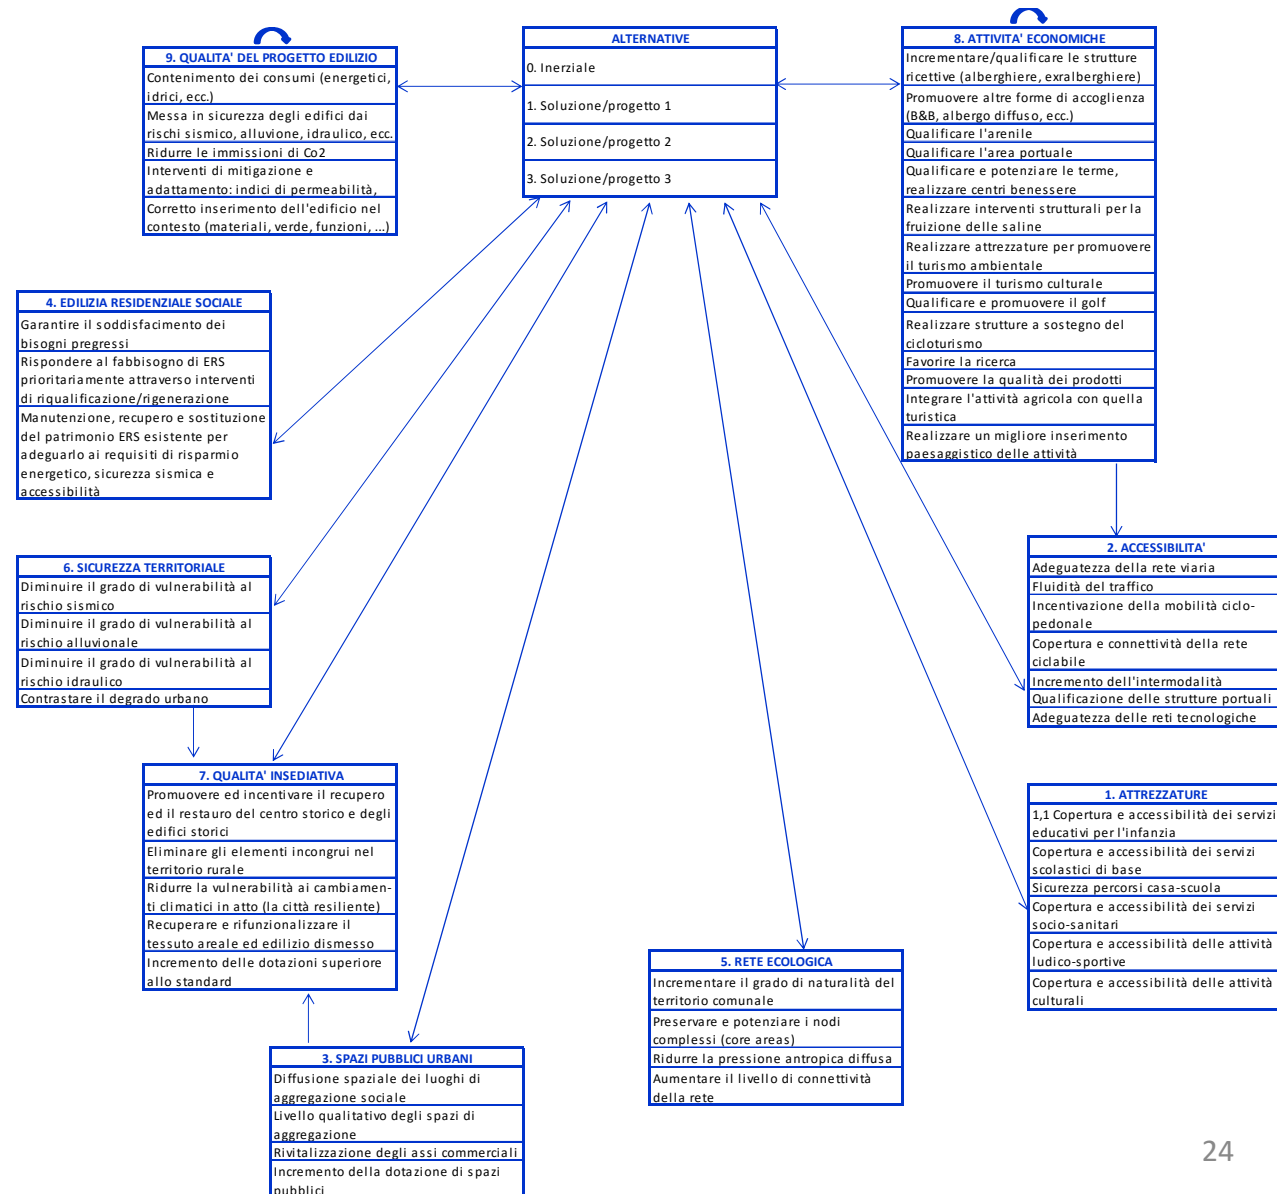 9. QUALITA' DEL PROGETTO EDILIZIO
Contenimento dei consumi (energetici,
idrici, ecc.)
Messa in sicurezza degli edifici dai
rischi sismico, alluvione, idraulico, ecc.
Ridurre le immissioni di Co2
Interventi di mitigazione e
adattamento: indici di permeabilità,
Corretto inserimento dell'edificio nel
contesto (materiali, verde, funzioni, ...)
ALTERNATIVE
0. Inerziale
1. Soluzione/progetto 1
2. Soluzione/progetto 2
3. Soluzione/progetto 3
8. ATTIVITA' ECONOMICHE
Incrementare/qualificare le strutture
ricettive (alberghiere, exralberghiere)
Promuovere altre forme di accoglienza
(B&B, albergo diffuso, ecc.)
Qualificare l'arenile
Qualificare l'area portuale
Qualificare e potenziare le terme,
realizzare centri benessere
Realizzare interventi strutturali per la
fruizione delle saline
Realizzare attrezzature per promuovere
il turismo ambientale
Promuovere il turismo culturale
Qualificare e promuovere il golf
Realizzare strutture a sostegno del
cicloturismo
Favorire la ricerca
Promuovere la qualità dei prodotti
Integrare l'attività agricola con quella
turistica
Realizzare un migliore inserimento
paesaggistico delle attività
4. EDILIZIA RESIDENZIALE SOCIALE
Garantire il soddisfacimento dei
bisogni pregressi
Rispondere al fabbisogno di ERS
prioritariamente attraverso interventi
di riqualificazione/rigenerazione
Manutenzione, recupero e sostituzione
del patrimonio ERS esistente per
adeguarlo ai requisiti di risparmio
energetico, sicurezza sismica e
accessibilità
6. SICUREZZA TERRITORIALE
Diminuire il grado di vulnerabilità al
rischio sismico
Diminuire il grado di vulnerabilità al
rischio alluvionale
Diminuire il grado di vulnerabilità al
rischio idraulico
Contrastare il degrado urbano
2. ACCESSIBILITA'
Adeguatezza della rete viaria
Fluidità del traffico
Incentivazione della mobilità ciclo-
pedonale
Copertura e connettività della rete
ciclabile
Incremento dell'intermodalità
Qualificazione delle strutture portuali
Adeguatezza delle reti tecnologiche
7. QUALITA' INSEDIATIVA
Promuovere ed incentivare il recupero
ed il restauro del centro storico e degli
edifici storici
Eliminare gli elementi incongrui nel
territorio rurale
Ridurre la vulnerabilità ai cambiamen-
ti climatici in atto (la città resiliente)
Recuperare e rifunzionalizzare il
tessuto areale ed edilizio dismesso
Incremento delle dotazioni superiore
allo standard
1. ATTREZZATURE
1,1 Copertura e accessibilità dei servizi
educativi per l'infanzia
Copertura e accessibilità dei servizi
scolastici di base
Sicurezza percorsi casa-scuola
Copertura e accessibilità dei servizi
socio-sanitari
Copertura e accessibilità delle attività
ludico-sportive
Copertura e accessibilità delle attività
culturali
5. RETE ECOLOGICA
Incrementare il grado di naturalità del
territorio comunale
Preservare e potenziare i nodi
complessi (core areas)
Ridurre la pressione antropica diffusa
Aumentare il livello di connettività
della rete
3. SPAZI PUBBLICI URBANI
Diffusione spaziale dei luoghi di
aggregazione sociale
Livello qualitativo degli spazi di
aggregazione
Rivitalizzazione degli assi commerciali
Incremento della dotazione di spazi
pubblici
24